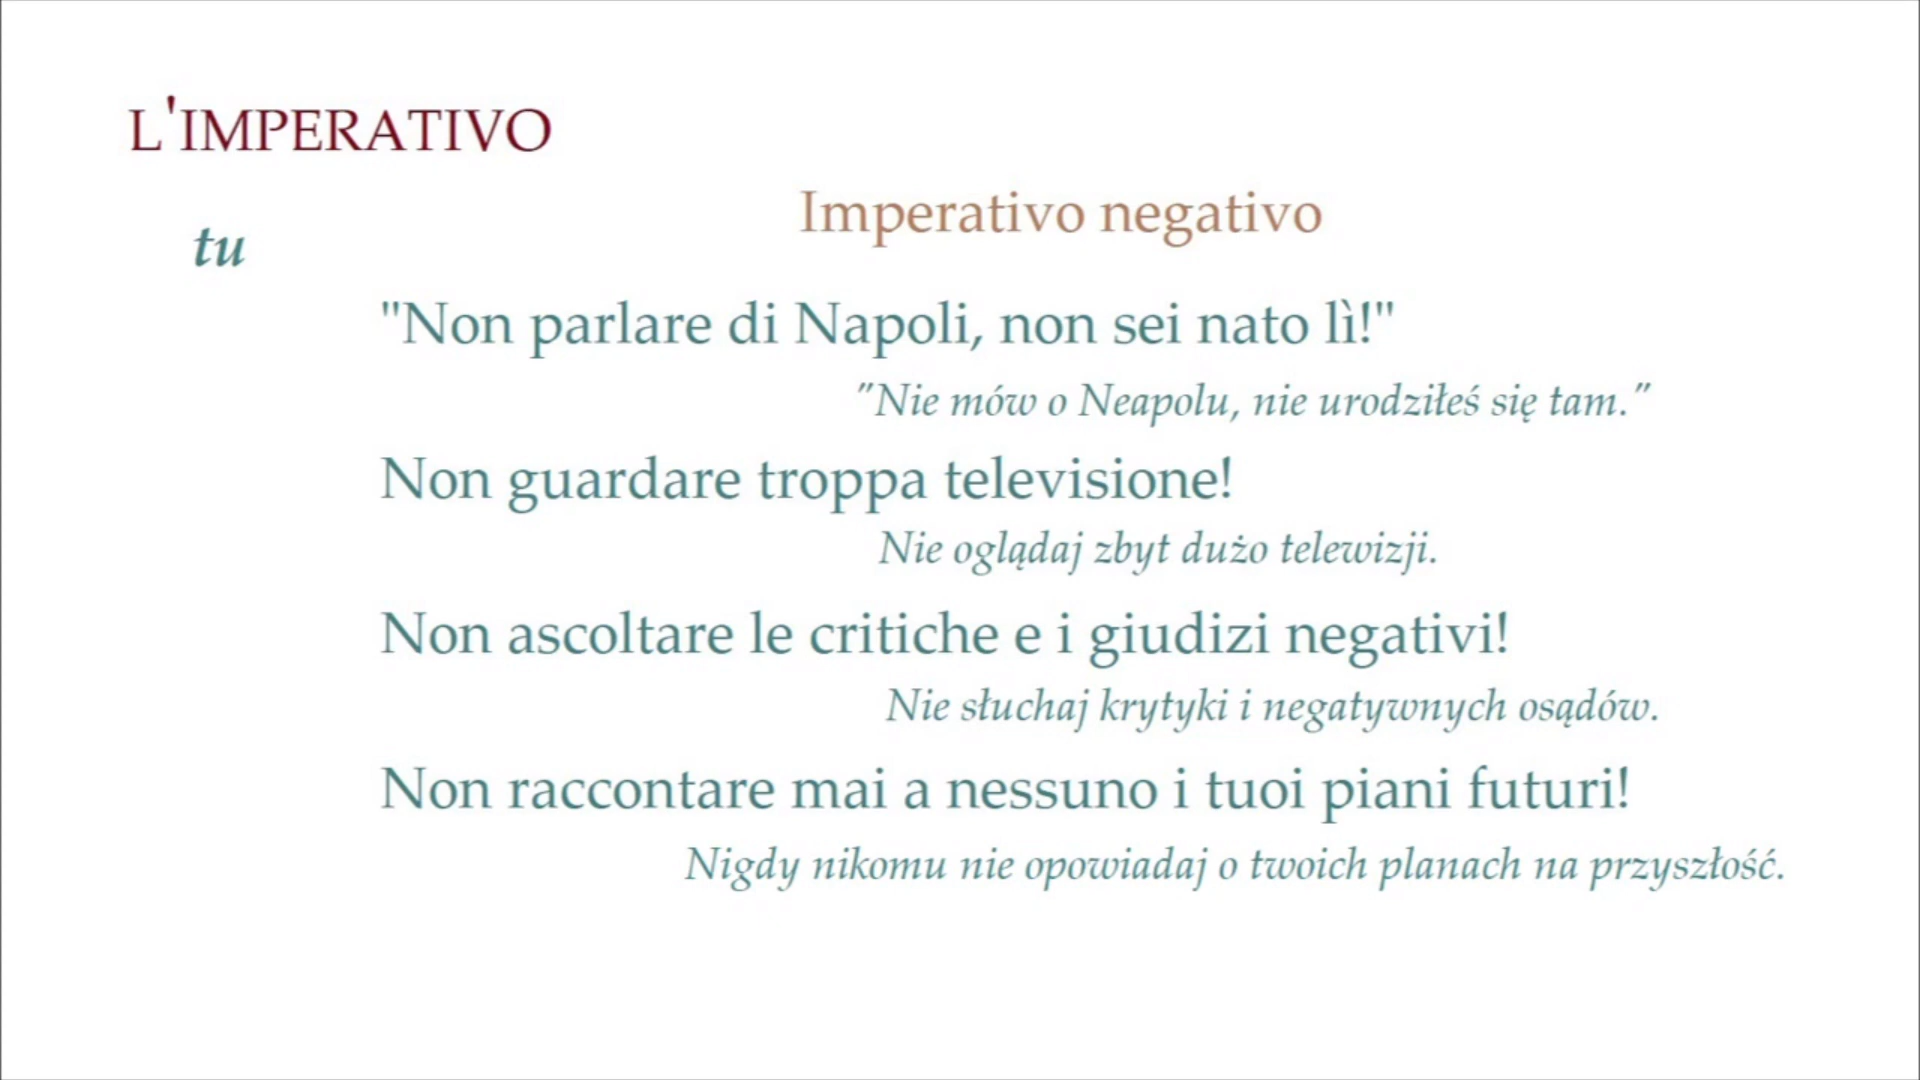 L'IMPERATIVO
Imperativo negativo
tu
"Non parlare di Napoli, non sei nato lì!"
"Nie mów o Neapolu, nie urodziłeś się tam."
Non guardare troppa televisione!
Nie oglądaj zbyt dużo telewizji.
Non ascoltare le critiche e i giudizi negativi!
Nie słuchaj krytyki i negatywnych osądów.
Non raccontare mai a nessuno i tuoi piani futuri!
Nigdy nikomu nie opowiadaj o twoich planach na przyszłość.